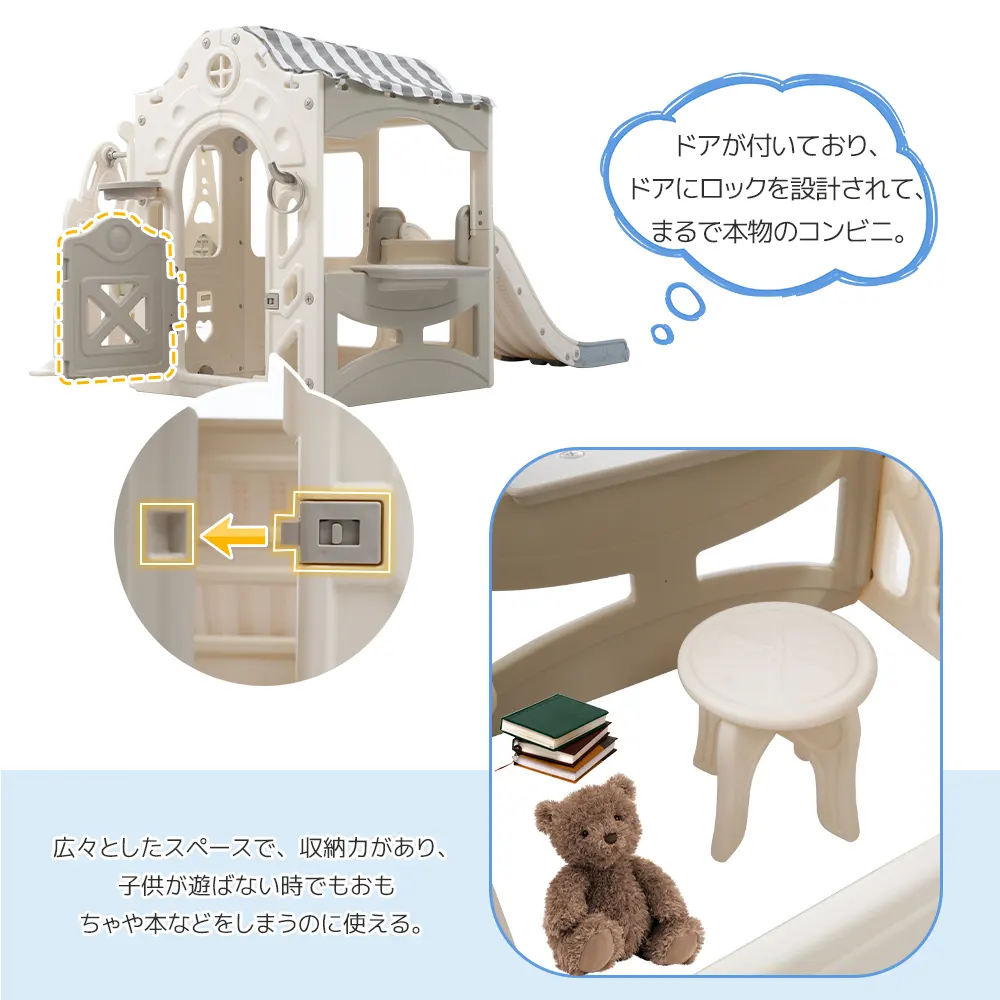 ドアが付いており、
ドアにロックを設計されて、
まるで本物のコンビニ。
広々としたスペースで、収納力があり、
子供が遊ばない時でもおも
ちゃや本などをしまうのに使える。